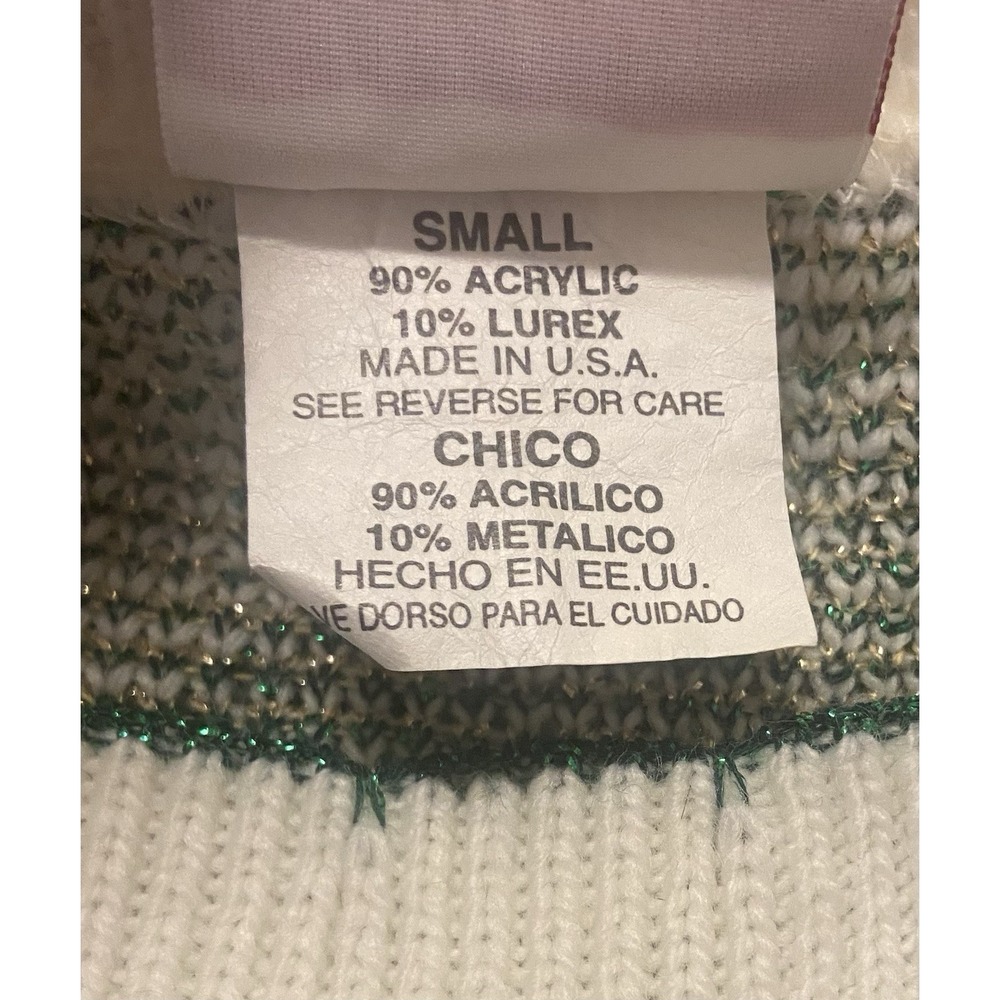 SMALL
90% ACRYLIC
10% LUREX
MADE IN U.S.A.
SEE REVERSE FOR CARE
CHICO
90% ACRILICO
10% METALICO
HECHO EN EE.UU.
VE DORSO PARA EL CUIDADO